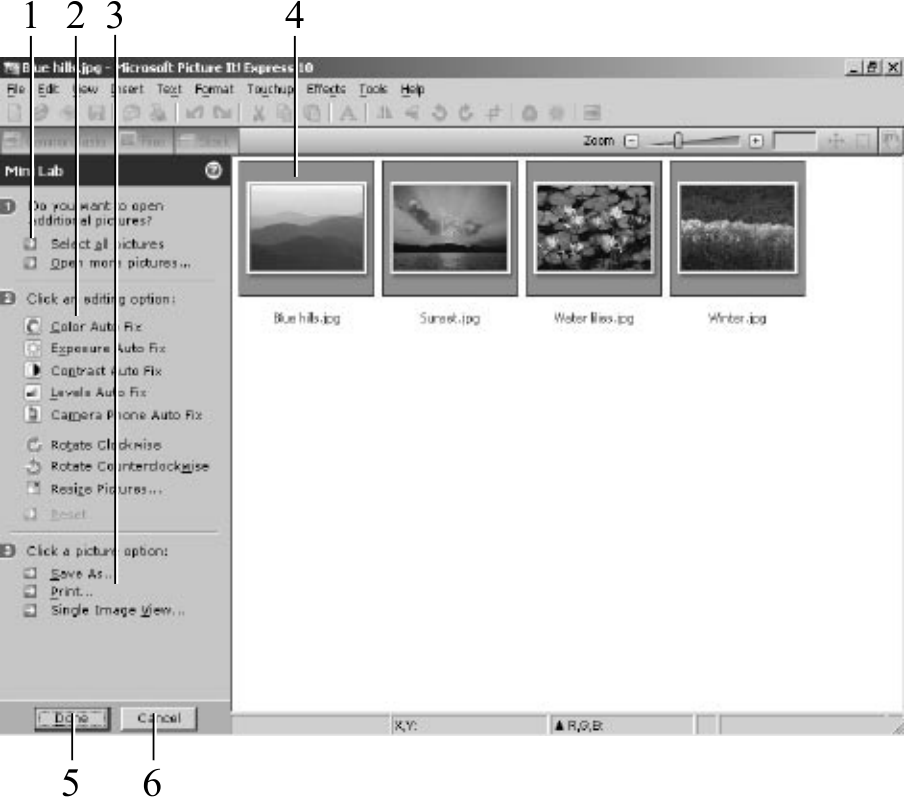 1 2 3 4
Blue hills.jpg - Microsoft Picture It! Express 10
File Edit View Insert Text Format Touchup Effects Tools Help
Zoom
Mini Lab
1 Do you want to open
additional pictures?
Select all pictures
Open more pictures...
2 Click an editing option:
Color Auto Fix
Exposure Auto Fix
Contrast Auto Fix
Levels Auto Fix
Camera Phone Auto Fix
Rotate Clockwise
Rotate Counterclockwise
Resize Pictures...
Reset
3 Click a picture option:
Save As...
Print...
Single Image View...
Blue hills.jpg Sunset.jpg Water lilies.jpg Winter.jpg
Done Cancel
X,Y: R,G,B:
5 6